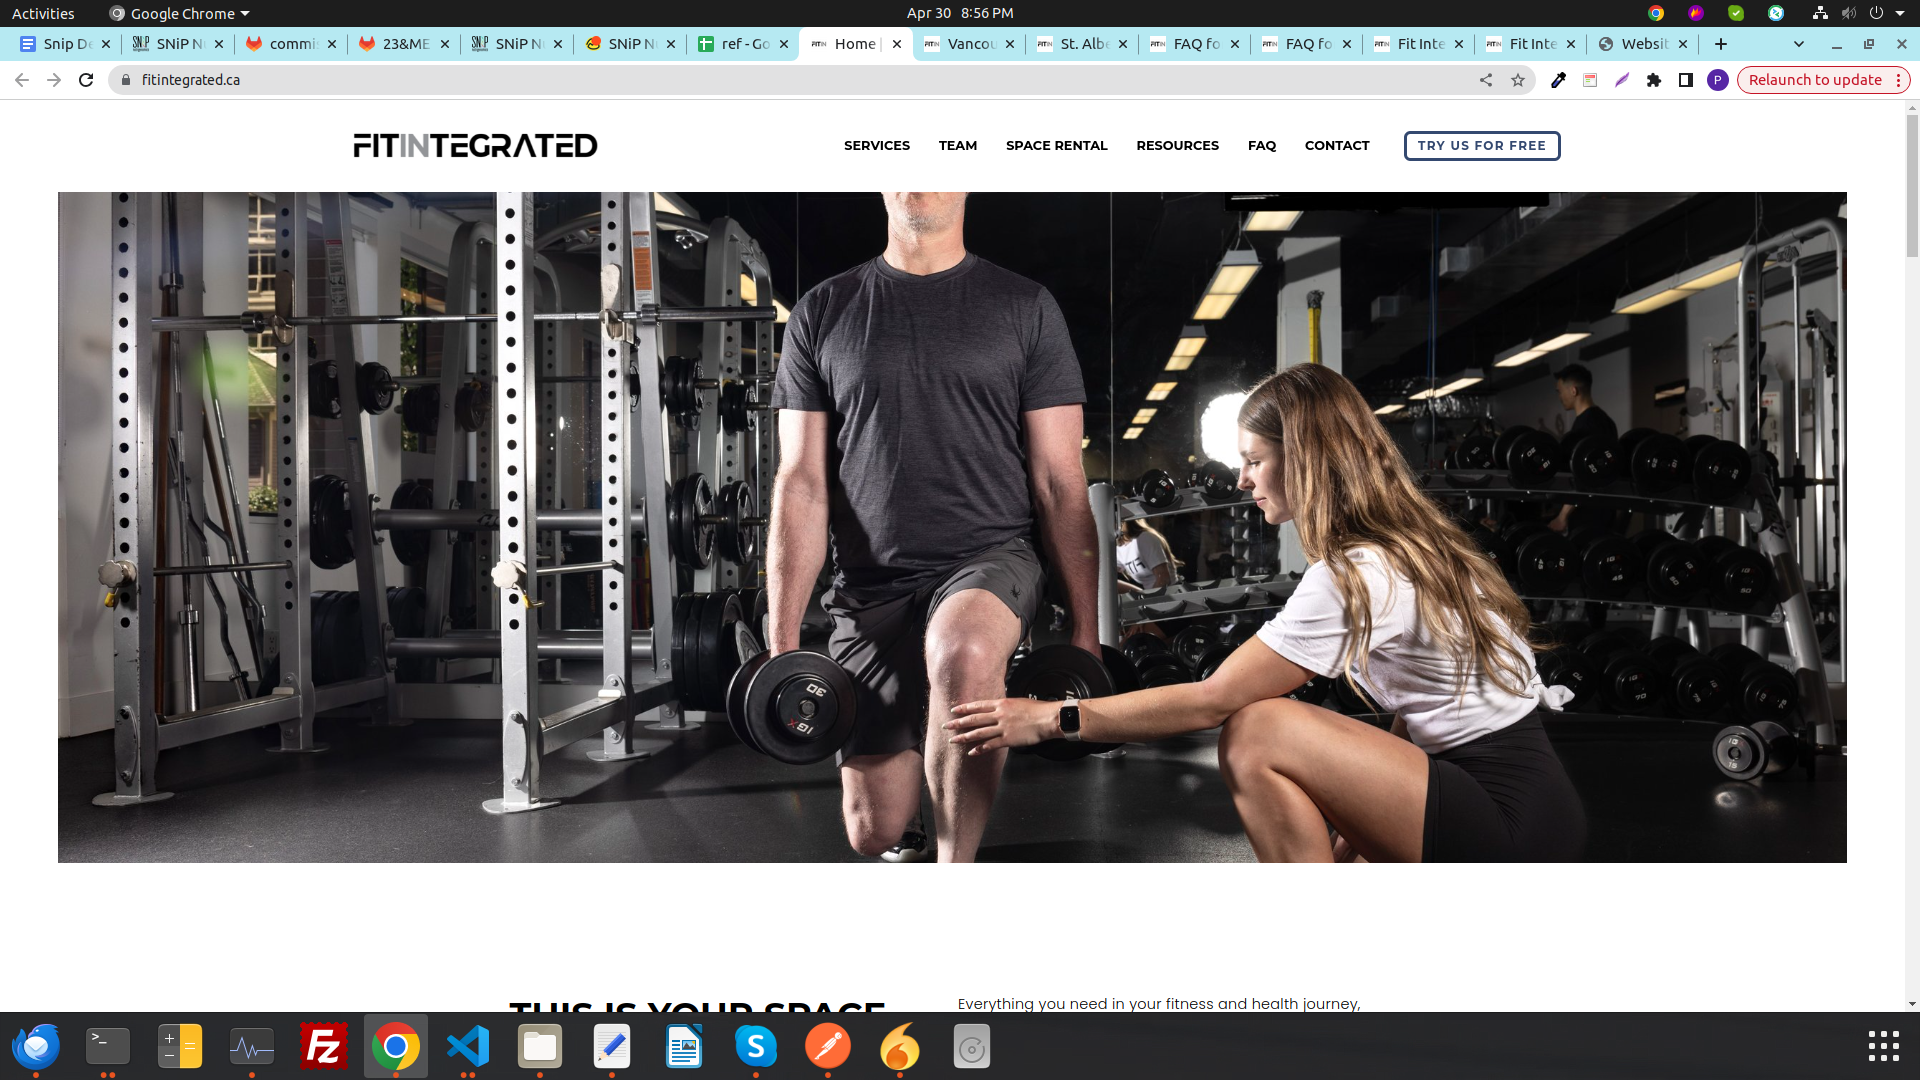 Activities Google Chrome Apr 30 8:56 PM
Snip De SNiP N commi 23&ME SNiP N SNiP N ref - Go Home Vancou St. Albe FAQ fo FAQ fo Fit Inte Fit Inte Websit
fitintegrated.ca P Relaunch to update
FITINTEGRATED SERVICES TEAM SPACE RENTAL RESOURCES FAQ CONTACT TRY US FOR FREE
30
THIS IS YOUR SPACE
Everything you need in your fitness and health journey,